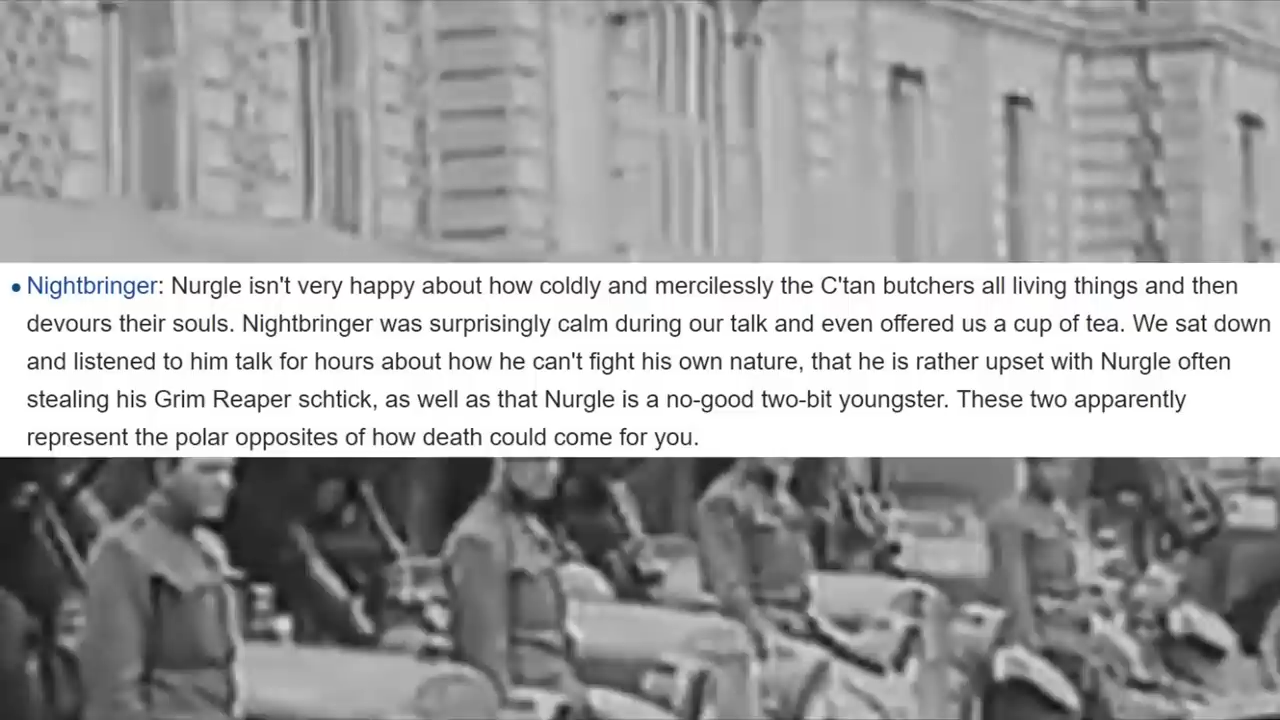 • Nightbringer: Nurgle isn't very happy about how coldly and mercilessly the C'tan butchers all living things and then
devours their souls. Nightbringer was surprisingly calm during our talk and even offered us a cup of tea. We sat down
and listened to him talk for hours about how he can't fight his own nature, that he is rather upset with Nurgle often
stealing his Grim Reaper schtick, as well as that Nurgle is a no-good two-bit youngster. These two apparently
represent the polar opposites of how death could come for you.